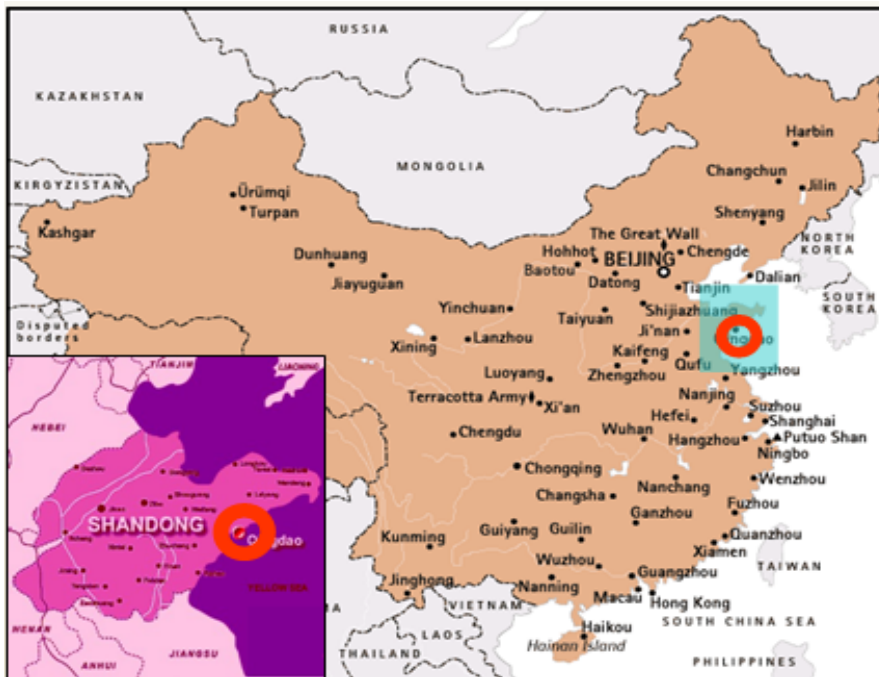 RUSSIA
KAZAKHSTAN
Harbin
MONGOLIA
Changchun
KIRGYZISTAN
Jilin
Ürümqi
Turpan
Shenyang
Kashgar
The Great Wall
NORTH
KOREA
Dunhuang
Hohhot
Chengde
BEIJING
Baotou
Jiayuguan
Datong
Dalian
Tianjin
SOUTH
KOREA
Yinchuan
Shijiazhuang
Taiyuan
Disputed
borders
Ji'nan
Lanzhou
Xining
Kaifeng
Qufu
Zhengzhou
Luoyang
Yangzhou
Nanjing
Terracotta Army
Xi'an
Suzhou
Hefei
Shanghai
Chengdu
Wuhan
Hangzhou
Putuo Shan
Ningbo
Chongqing
Wenzhou
Nanchang
Changsha
Fuzhou
Ganzhou
Guiyang
Guilin
Kunming
Quanzhou
Xiamen
Wuzhou
TAIWAN
Guangzhou
Jinghong
Nanning
Macau
Hong Kong
VIETNAM
SOUTH CHINA SEA
Haikou
LAOS
Hainan Island
THAILAND
PHILIPPINES
TIANJIN
LIAONING
HEBEI
SHANDONG
YELLOW SEA
HENAN
JIANGSU
ANHUI